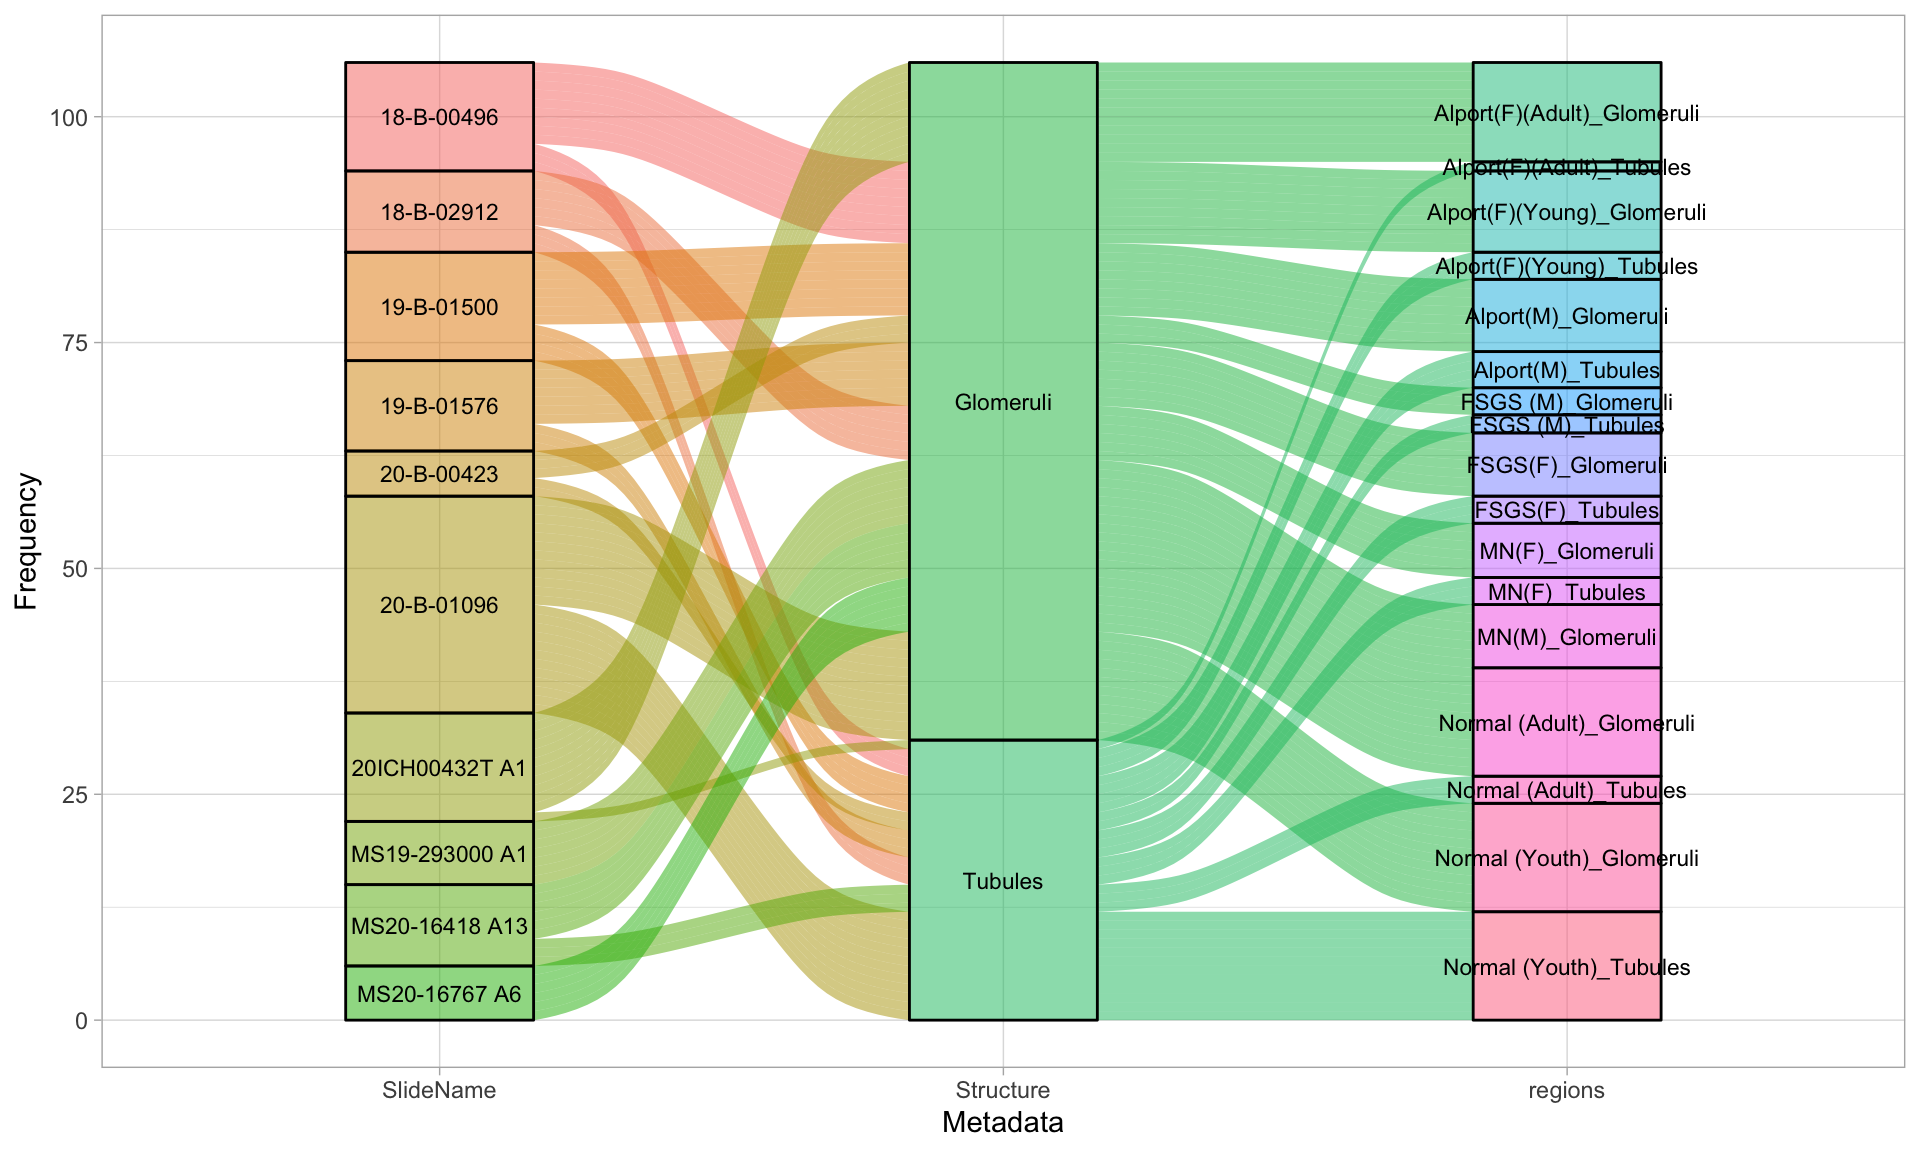 Frequency
100
75
50
25
0
18-B-00496
18-B-02912
19-B-01500
19-B-01576
20-B-00423
20-B-01096
20ICH00432T A1
MS19-293000 A1
MS20-16418 A13
MS20-16767 A6
Glomeruli
Tubules
Alport(F)(Adult)_Glomeruli
Alport(F)(Adult)_Tubules
Alport(F)(Young)_Glomeruli
Alport(F)(Young)_Tubules
Alport(M)_Glomeruli
Alport(M)_Tubules
FSGS (M)_Glomeruli
FSGS (M)_Tubules
FSGS(F)_Glomeruli
FSGS(F)_Tubules
MN(F)_Glomeruli
MN(F)_Tubules
MN(M)_Glomeruli
Normal (Adult)_Glomeruli
Normal (Adult)_Tubules
Normal (Youth)_Glomeruli
Normal (Youth)_Tubules
SlideName
Structure
regions
Metadata